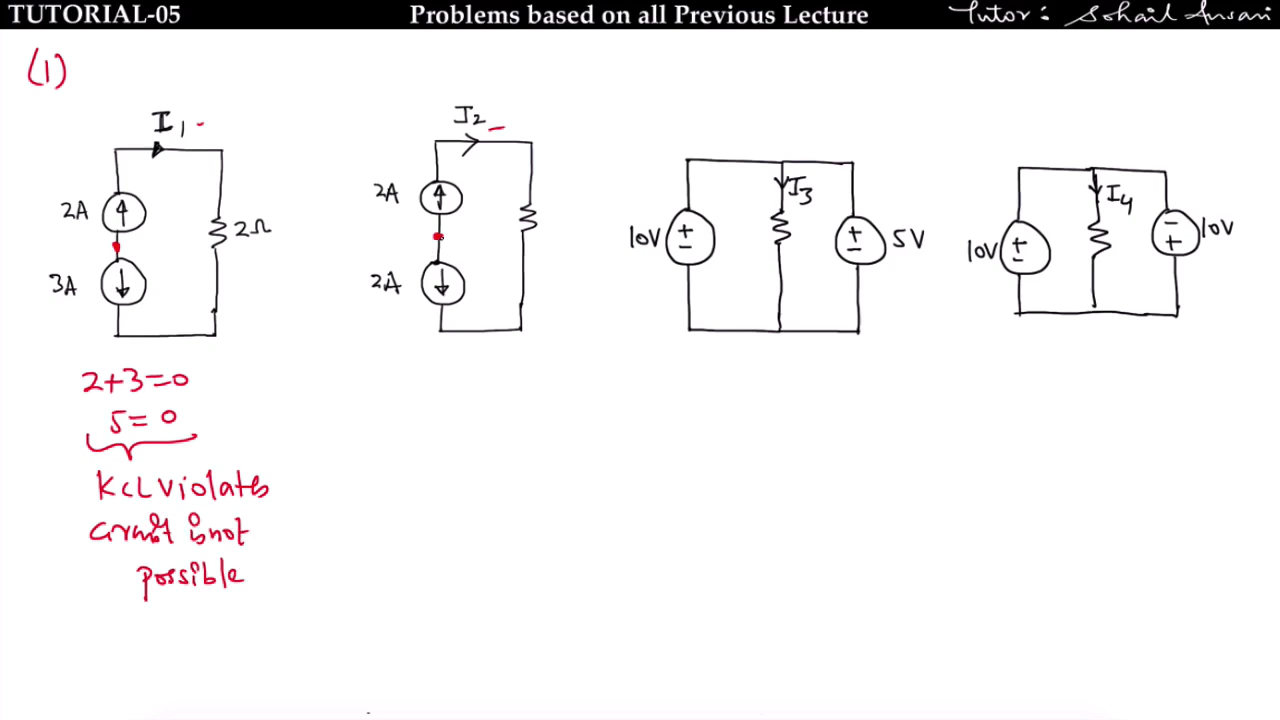 TUTORIAL-05 Problems based on all Previous Lecture Tutor: Sohail Ansari
(1)
I1
2A
3A
2Ω
I2
2A
2A
10V + -
I3
+ - 5V
10V + -
I4
- + 10V
2+3=0
5=0
KCL violates
circuit is not
possible